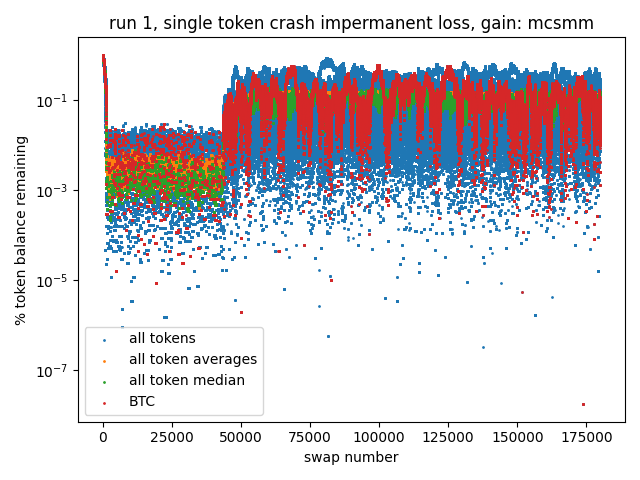 run 1, single token crash impermanent loss, gain: mcsmm
% token balance remaining
10⁻¹
10⁻³
10⁻⁵
10⁻⁷
all tokens
all token averages
all token median
BTC
0 25000 50000 75000 100000 125000 150000 175000
swap number